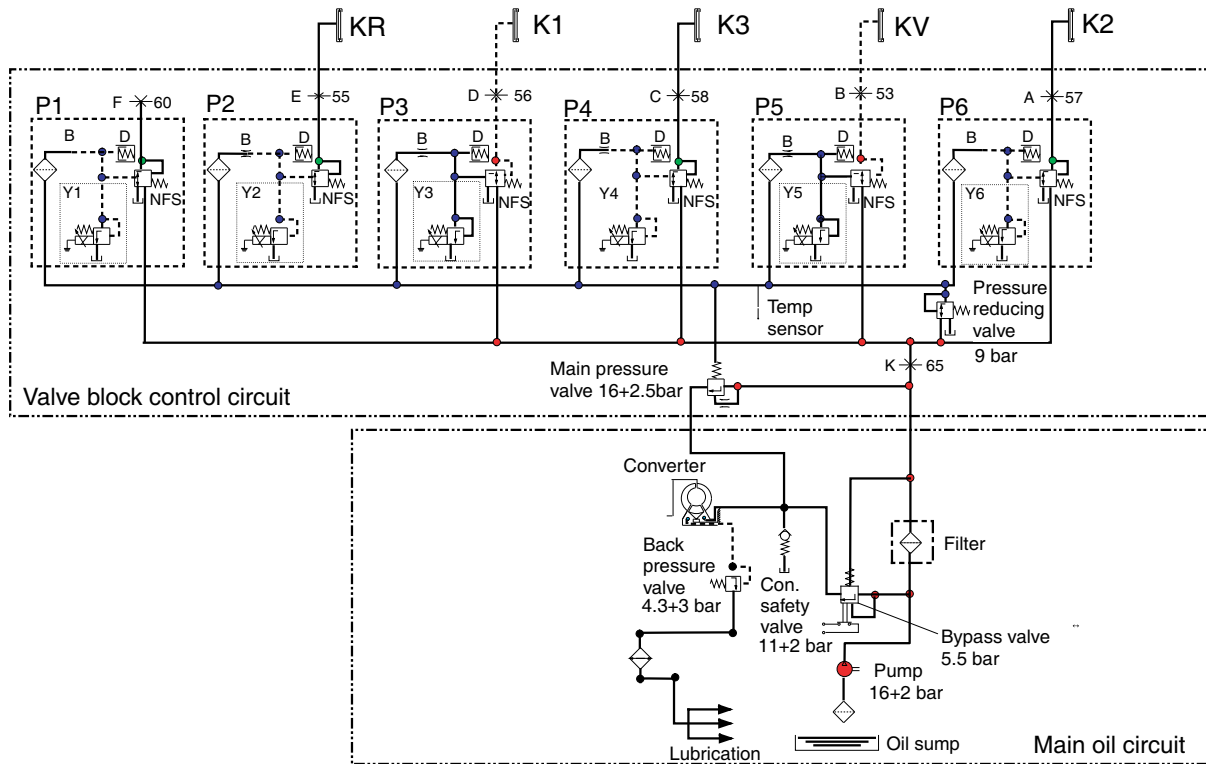 KR K1 K3 KV K2
F 60 E 55 D 56 C 58 B 53 A 57
P1 P2 P3 P4 P5 P6
B D B D B D B D B D B D
Y1 Y2 Y3 Y4 Y5 Y6
NFS NFS NFS NFS NFS NFS
Temp
sensor
Pressure
reducing
valve
9 bar
Main pressure
valve 16+2.5bar
K 65
Valve block control circuit
Converter
Filter
Back
pressure
valve
4.3+3 bar
Con.
safety
valve
11+2 bar
Bypass valve
5.5 bar
Pump
16+2 bar
Lubrication
Oil sump
Main oil circuit